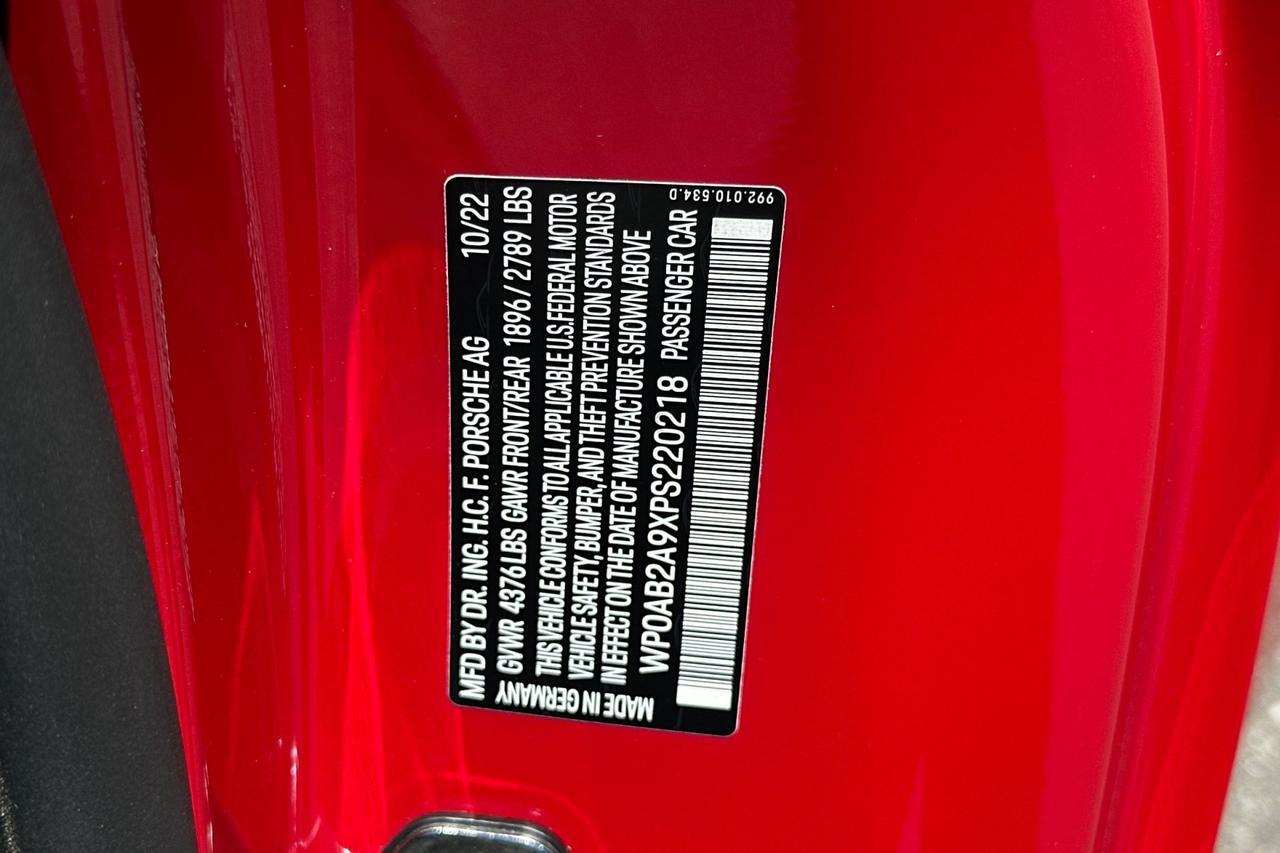 MFD BY DR. ING. H.C. F. PORSCHE AG 10/22
GVWR 4376 LBS GAWR FRONT/REAR 1896 / 2789 LBS
THIS VEHICLE CONFORMS TO ALL APPLICABLE U.S. FEDERAL MOTOR
VEHICLE SAFETY, BUMPER, AND THEFT PREVENTION STANDARDS
IN EFFECT ON THE DATE OF MANUFACTURE SHOWN ABOVE
WP0AB2A9XPS220218 PASSENGER CAR
MADE IN GERMANY
992.010.534.D